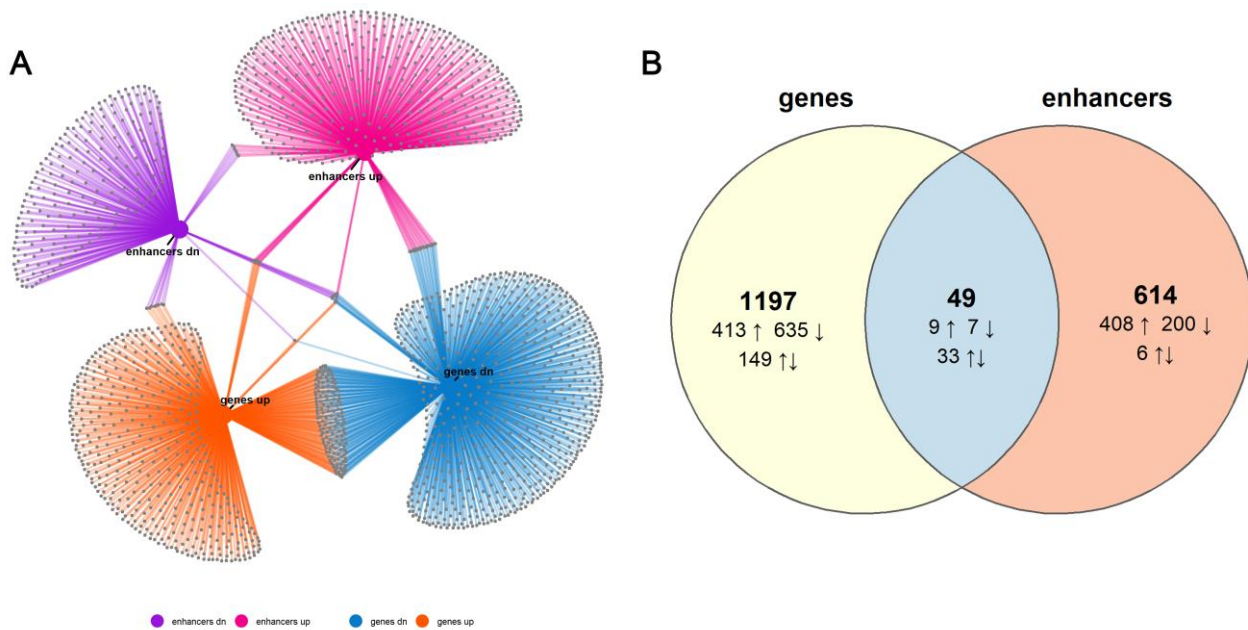 A
enhancers up
enhancers dn
genes dn
genes up
enhancers dn enhancers up genes dn genes up
B
genes enhancers
1197 49 614
413 ↑ 635 ↓ 9 ↑ 7 ↓ 408 ↑ 200 ↓
149 ↑↓ 33 ↑↓ 6 ↑↓